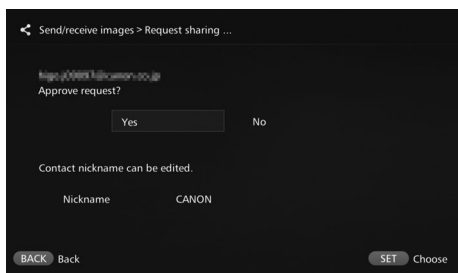 Send/receive images > Request sharing ...
Approve request?
Yes No
Contact nickname can be edited.
Nickname CANON
BACK Back SET Choose